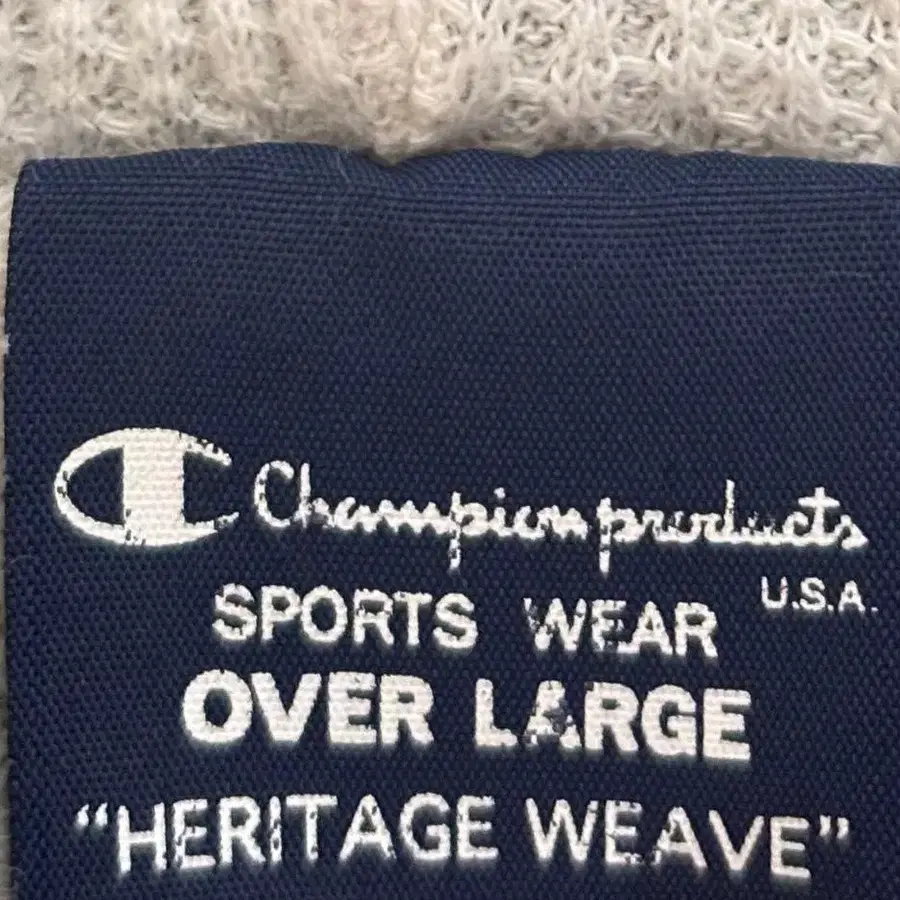 Champion products
U.S.A.
SPORTS WEAR
OVER LARGE
"HERITAGE WEAVE"